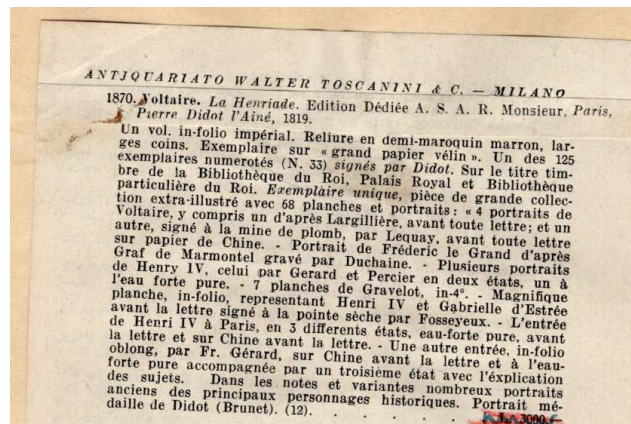 ANTIQUARIATO WALTER TOSCANINI & C. — MILANO
1870. Voltaire. La Henriade. Edition Dédiée A. S. A. R. Monsieur, Paris,
Pierre Didot l'Ainé, 1819.
Un vol. in-folio impérial. Reliure en demi-maroquin marron, lar-
ges coins. Exemplaire sur « grand papier vélin ». Un des 125
exemplaires numerotés (N. 33) signés par Didot. Sur le titre tim-
bre de la Bibliothèque du Roi, Palais Royal et Bibliothèque
particulière du Roi. Exemplaire unique, pièce de grande collec-
tion extra-illustré avec 68 planches et portraits : « 4 portraits de
Voltaire, y compris un d'après Largillière, avant toute lettre; et un
autre, signé à la mine de plomb, par Lequay, avant toute lettre
sur papier de Chine. - Portrait de Fréderic le Grand d'après
Graf de Marmontel gravé par Duchaine. - Plusieurs portraits
de Henry IV, celui par Gerard et Percier en deux états, un à
l'eau forte pure. - 7 planches de Gravelot, in-4°. - Magnifique
planche, in-folio, representant Henri IV et Gabrielle d'Estrée
avant la lettre signé à la pointe sèche par Fosseyeux. - L'entrée
de Henri IV à Paris, en 3 differents états, eau-forte pure, avant
la lettre et sur Chine avant la lettre. - Une autre entrée, in-folio
oblong, par Fr. Gérard, sur Chine avant la lettre et à l'eau-
forte pure accompagnée par un troisième état avec l'éxplication
des sujets. Dans les notes et variantes nombreux portraits
anciens des principaux personnages historiques. Portrait mé-
daille de Didot (Brunet). (12). . . . . . L. 3000.—